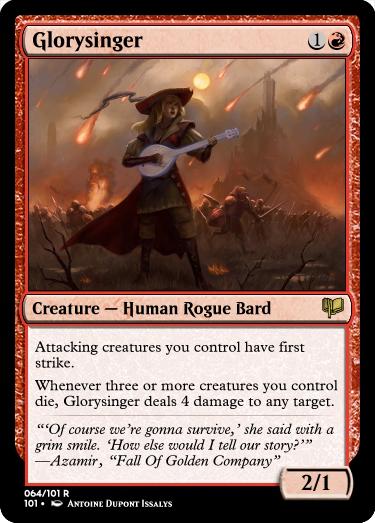 Glorysinger
1
Creature — Human Rogue Bard
Attacking creatures you control have first
strike.
Whenever three or more creatures you control
die, Glorysinger deals 4 damage to any target.
“‘Of course we’re gonna survive,’ she said with a
grim smile. ‘How else would I tell our story?’”
—Azamir, “Fall Of Golden Company”
2/1
064/101 R
101 • Antoine Dupont Issalys